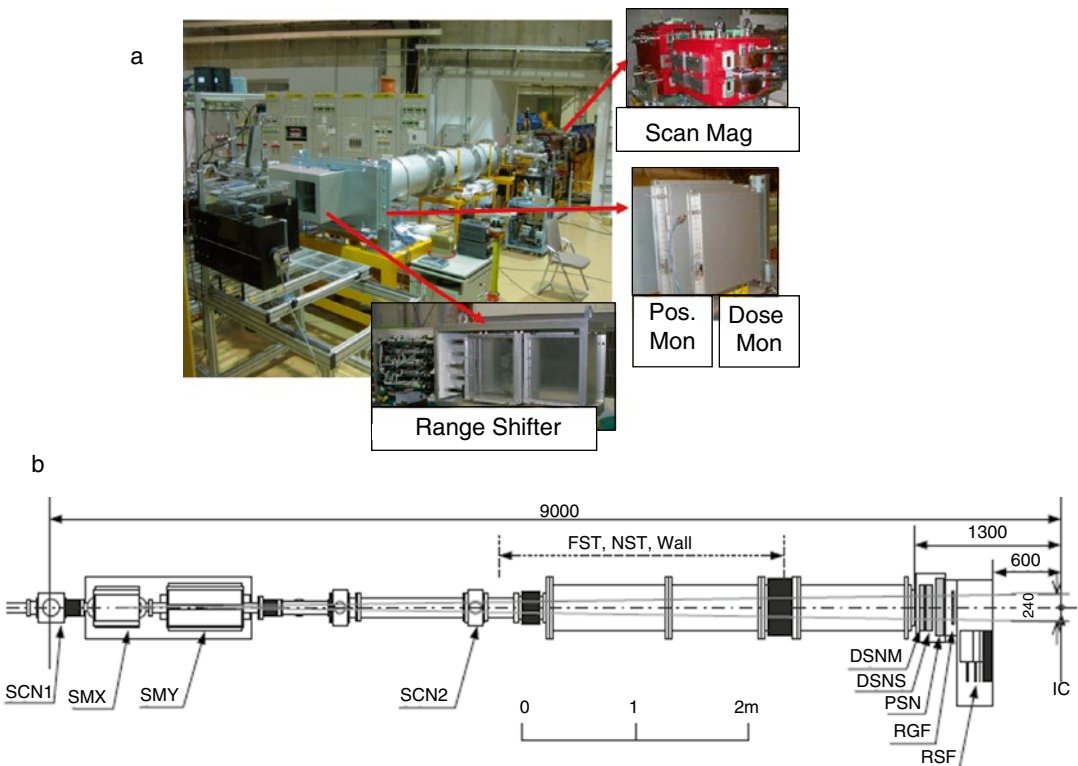 a
Scan Mag
Pos.
Mon
Dose
Mon
Range Shifter
b
9000
1300
FST, NST, Wall
600
240
DSNM
DSNS
PSN
RGF
RSF
IC
SCN1
SMX
SMY
SCN2
0 1 2m